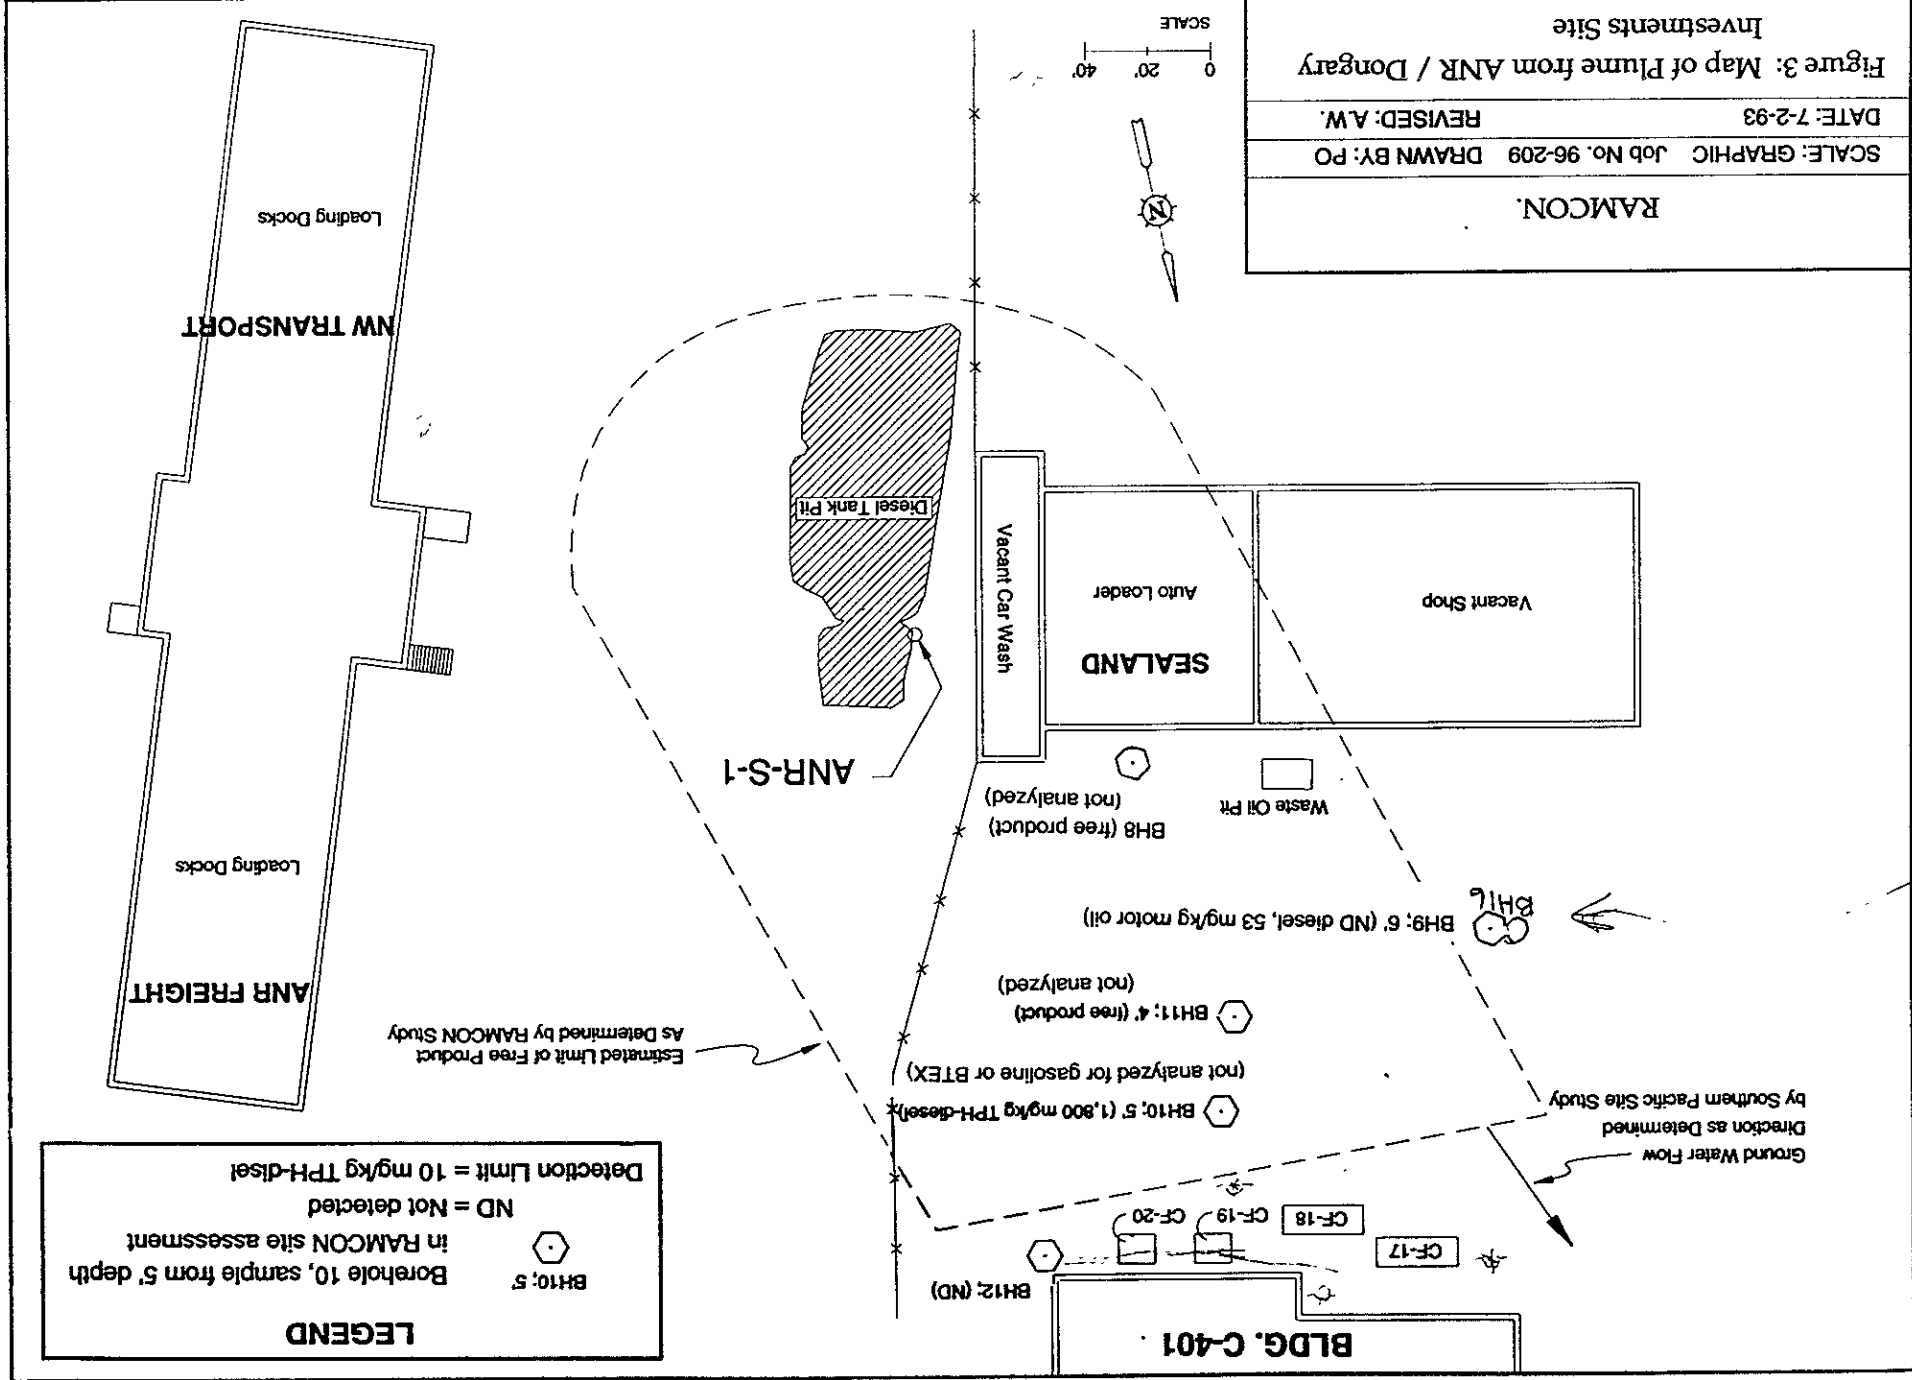 LEGEND
BH10; 5'
Borehole 10, sample from 5' depth
in RAMCON site assessment
ND = Not detected
Detection Limit = 10 mg/kg TPH-disel
BLDG. C-401
BH12; (ND)
CF-17
CF-18
CF-19
CF-20
Ground Water Flow
Direction as Determined
by Southern Pacific Site Study
BH10; 5' (1,800 mg/kg TPH-diesel)
(not analyzed for gasoline or BTEX)
Estimated Limit of Free Product
As Determined by RAMCON Study
BH11; 4' (free product)
(not analyzed)
ANR FREIGHT
BH9; 6' (ND diesel, 53 mg/kg motor oil)
BH16
Loading Docks
BH8 (free product)
(not analyzed)
Waste Oil Pit
ANR-S-1
SEALAND
Vacant Shop
Auto Loader
Vacant Car Wash
Diesel Tank Pit
NW TRANSPORT
Loading Docks
N
RAMCON.
SCALE: GRAPHIC Job No. 96-209 DRAWN BY: PO
DATE: 7-2-93 REVISED: A.W.
Figure 3: Map of Plume from ANR / Dongary
Investments Site
0 20' 40'
SCALE